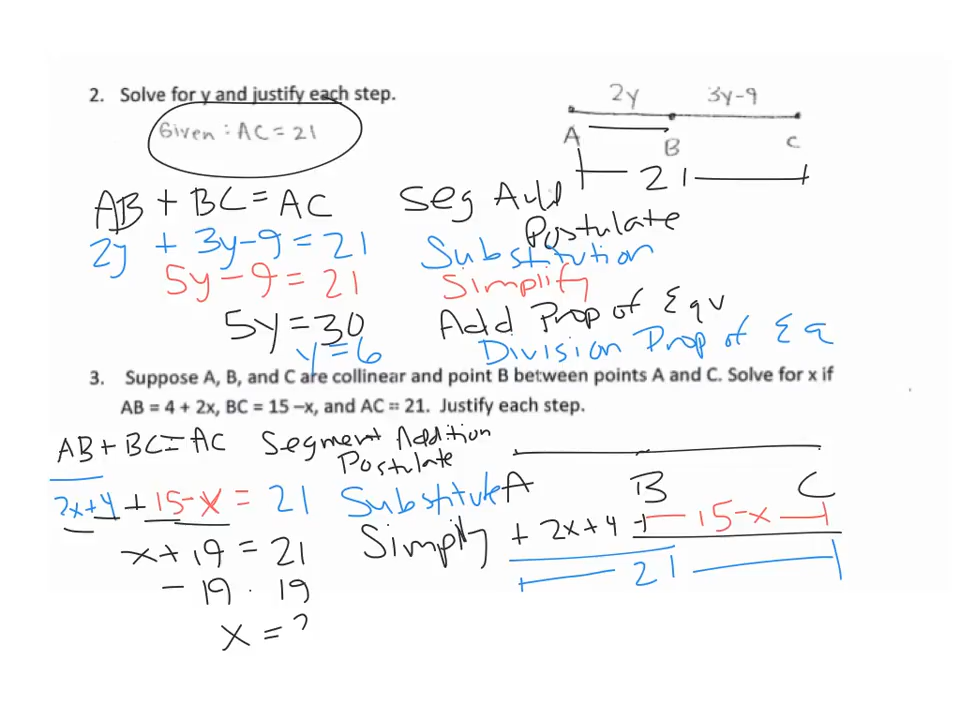 2. Solve for y and justify each step.
Given : AC = 21
2y 3y-9
A B C
21
AB + BC = AC Seg Add Postulate
2y + 3y-9 = 21 Substitution
5y - 9 = 21 Simplify
5y = 30 Add Prop of Equ
y = 6 Division Prop of Eq
3. Suppose A, B, and C are collinear and point B between points A and C. Solve for x if
AB = 4 + 2x, BC = 15 –x, and AC = 21. Justify each step.
AB + BC = AC Segment Addition Postulate
2x+4 + 15-x = 21 Substitute
x + 19 = 21 Simplify
- 19 - 19
x = 2
A B C
2x+4 15-x
21